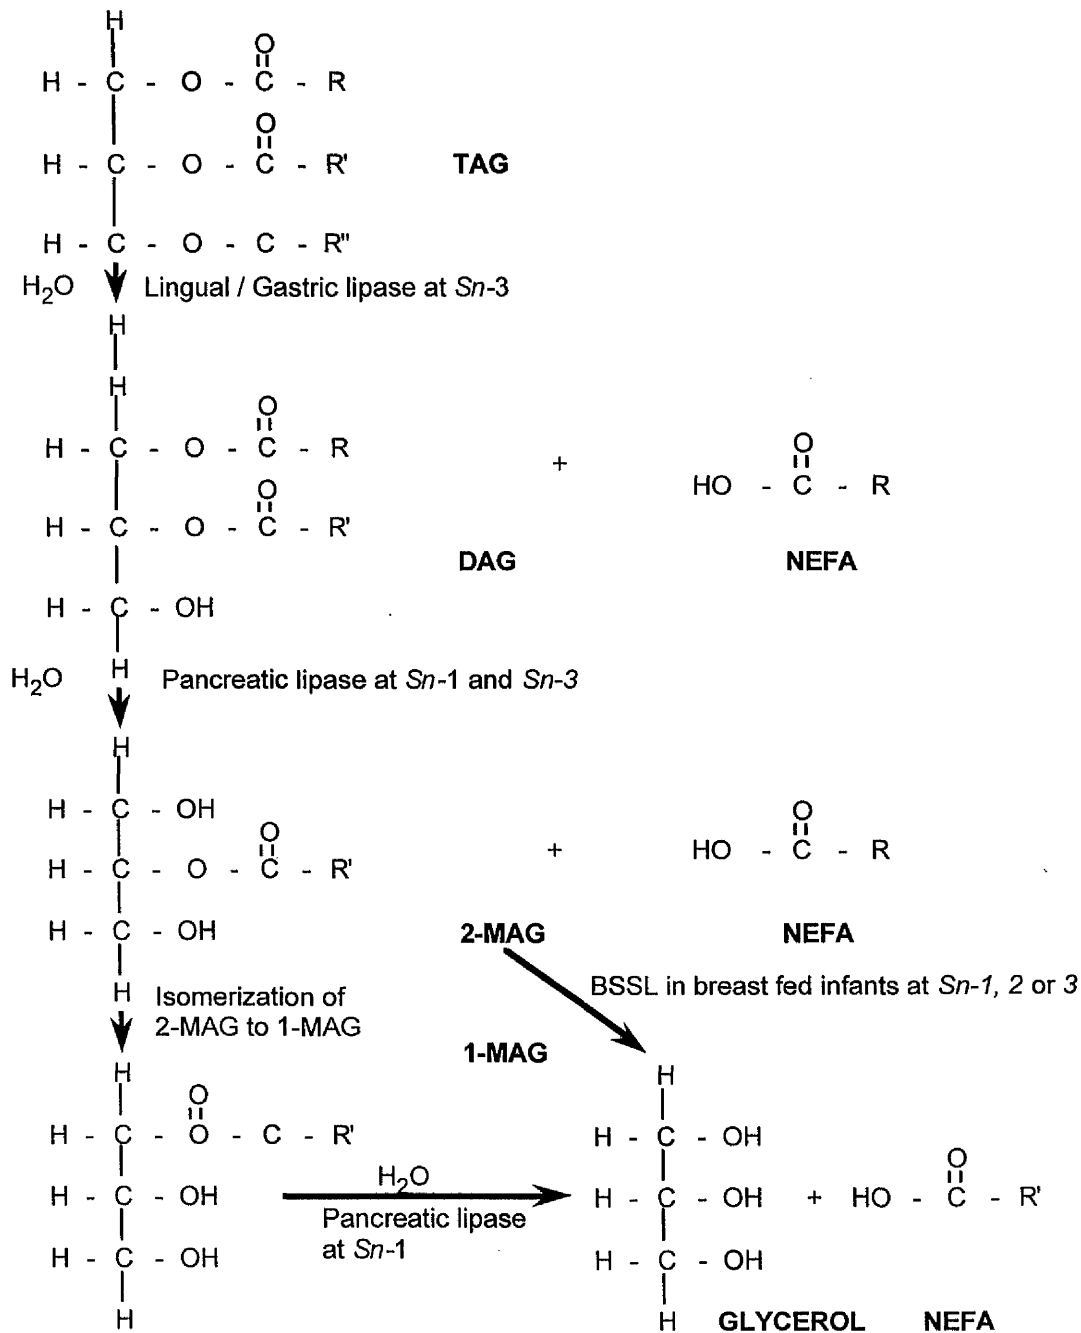 H
O
H - C - O - C - R
O
H - C - O - C - R'
TAG
H - C - O - C - R"
H2O
Lingual / Gastric lipase at Sn-3
H
H
O
H - C - O - C - R
O
H - C - O - C - R'
+
O
HO - C - R
DAG
NEFA
H - C - OH
H
H2O
Pancreatic lipase at Sn-1 and Sn-3
H
H - C - OH
O
H - C - O - C - R'
+
O
HO - C - R
H - C - OH
2-MAG
NEFA
H
Isomerization of
2-MAG to 1-MAG
BSSL in breast fed infants at Sn-1, 2 or 3
1-MAG
H
O
H - C - O - C - R'
H - C - OH
H - C - OH
H
H2O
Pancreatic lipase
at Sn-1
H
H - C - OH
O
H - C - OH + HO - C - R'
H - C - OH
H
GLYCEROL
NEFA